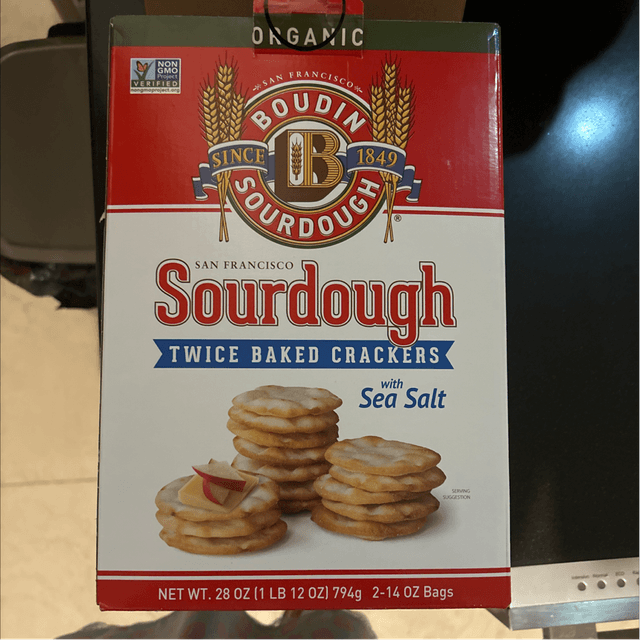 ORGANIC
NON
GMO
Project
VERIFIED
nongmoproject.org
SAN FRANCISCO
BOUDIN
SINCE B 1849
SOURDOUGH
®
SAN FRANCISCO
Sourdough
TWICE BAKED CRACKERS
with
Sea Salt
SERVING
SUGGESTION
NET WT. 28 OZ (1 LB 12 OZ) 794g 2-14 OZ Bags